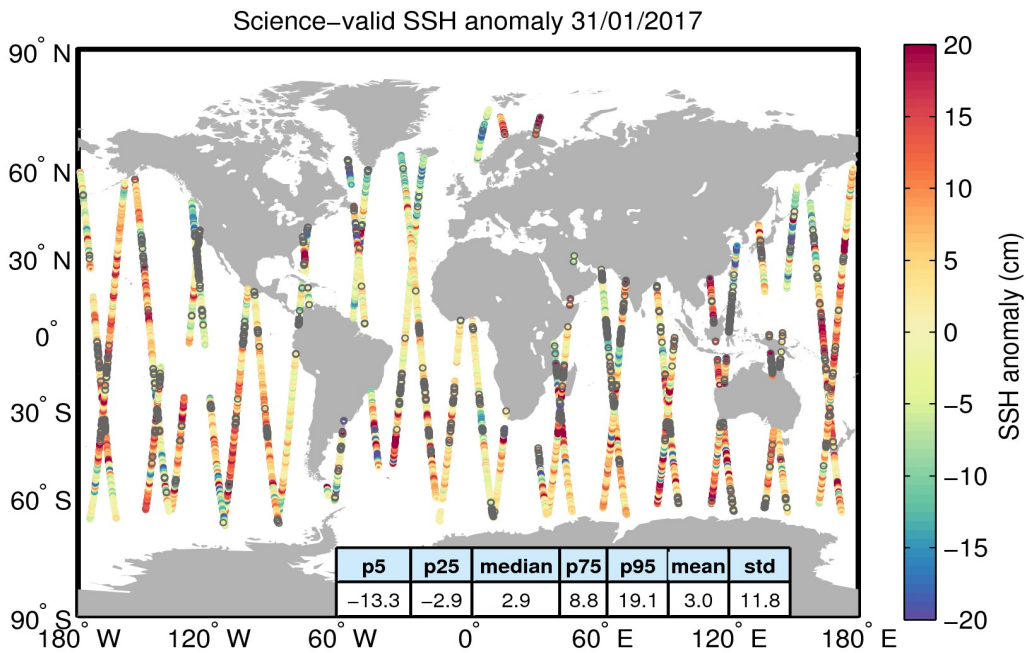 Science−valid SSH anomaly 31/01/2017
90° N
60° N
30° N
0°
30° S
60° S
90° S
180° W
120° W
60° W
0°
60° E
120° E
180° E
p5 p25 median p75 p95 mean std
−13.3 −2.9 2.9 8.8 19.1 3.0 11.8
20
15
10
5
0
−5
−10
−15
−20
SSH anomaly (cm)